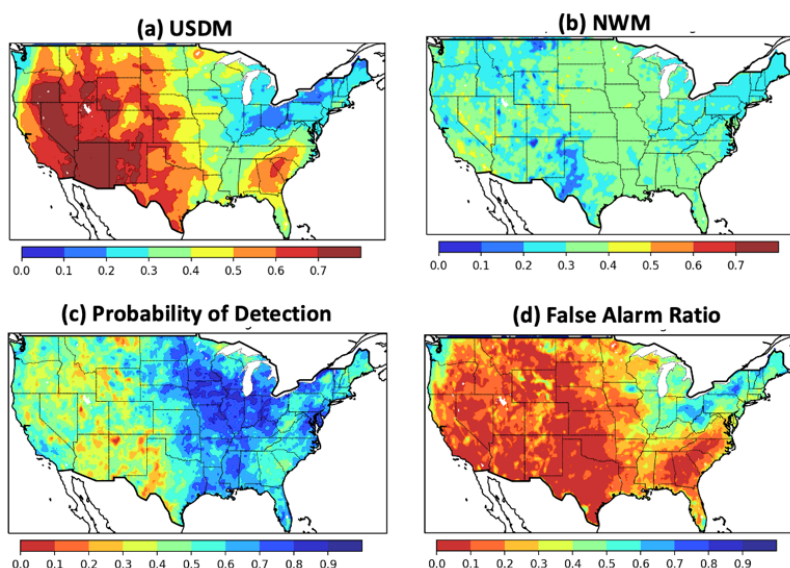 (a) USDM
(b) NWM
0.0 0.1 0.2 0.3 0.4 0.5 0.6 0.7
0.0 0.1 0.2 0.3 0.4 0.5 0.6 0.7
(c) Probability of Detection
(d) False Alarm Ratio
0.0 0.1 0.2 0.3 0.4 0.5 0.6 0.7 0.8 0.9
0.0 0.1 0.2 0.3 0.4 0.5 0.6 0.7 0.8 0.9